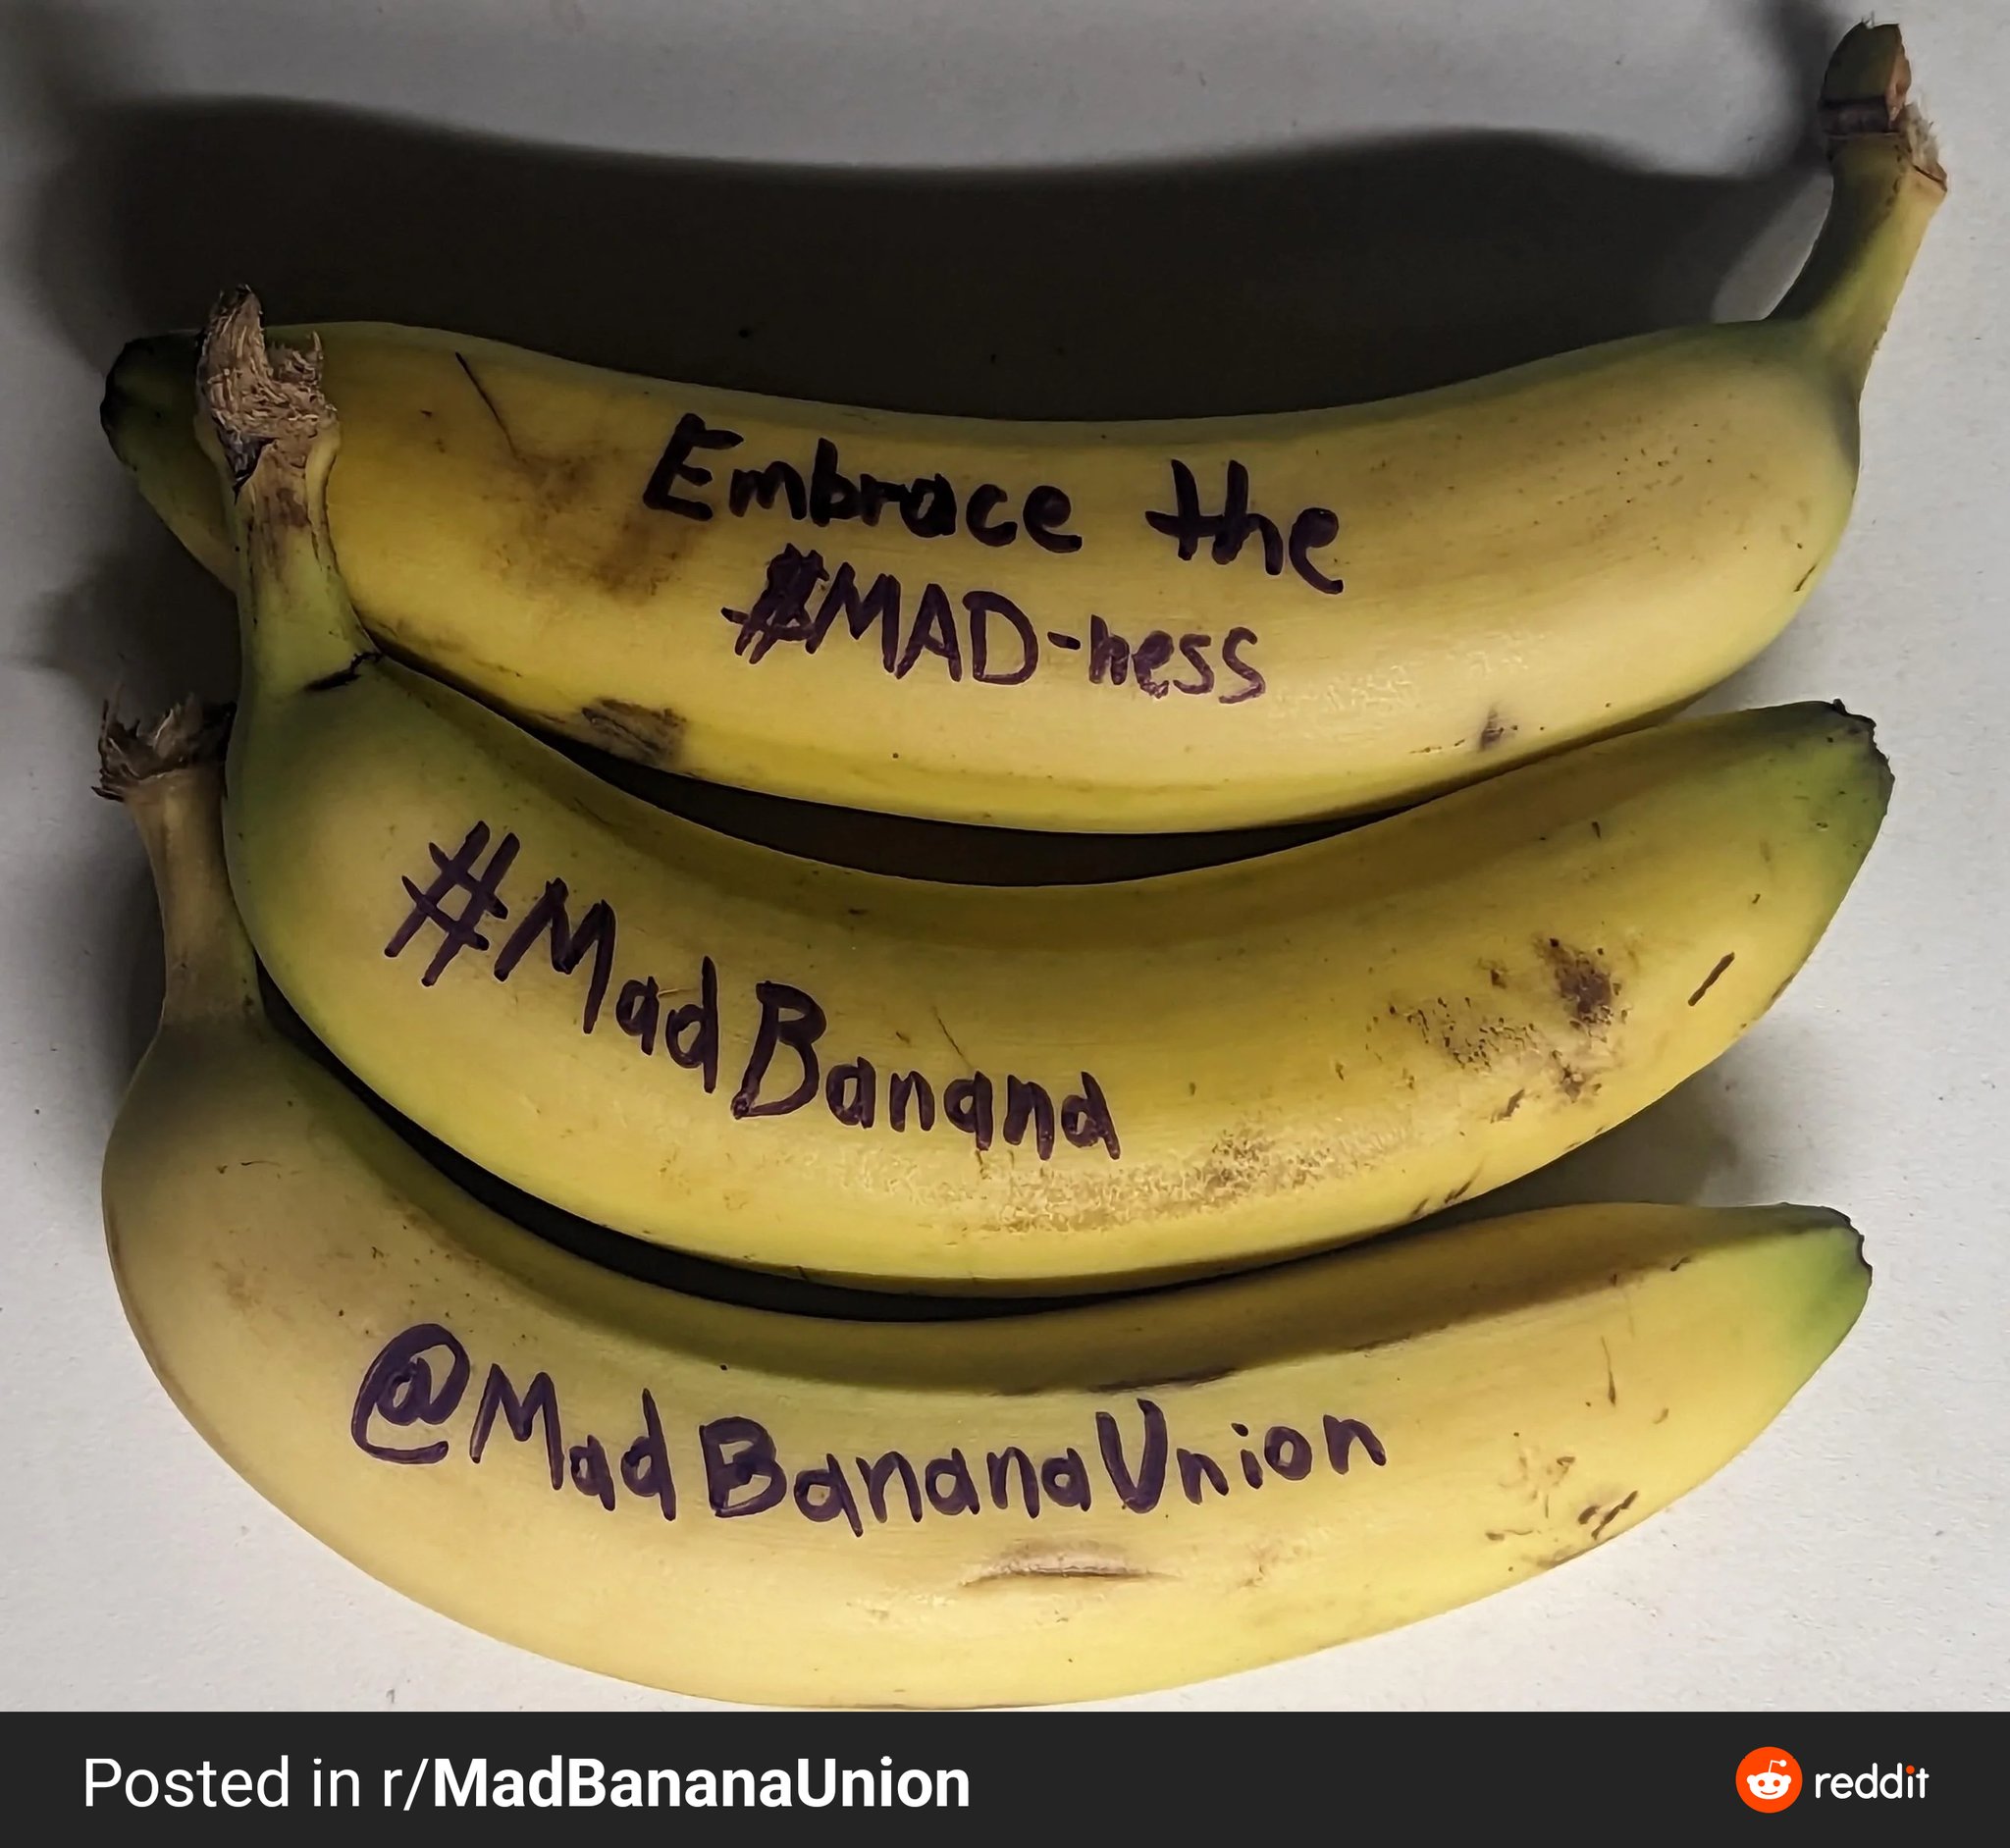 Embrace the
#MAD-ness
#MadBanana
@MadBananaUnion
Posted in r/MadBananaUnion
reddit